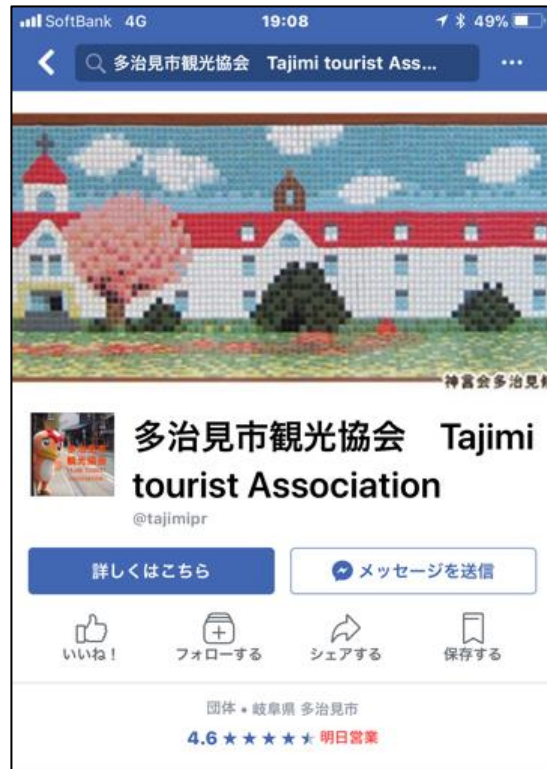 SoftBank 4G 19:08 49%
多治見市観光協会　Tajimi tourist Ass...
神言会多治見修
多治見市観光協会　Tajimi
tourist Association
@tajimipr
詳しくはこちら
メッセージを送信
いいね！ フォローする シェアする 保存する
団体 • 岐阜県 多治見市
4.6 ★★★★★ 明日営業